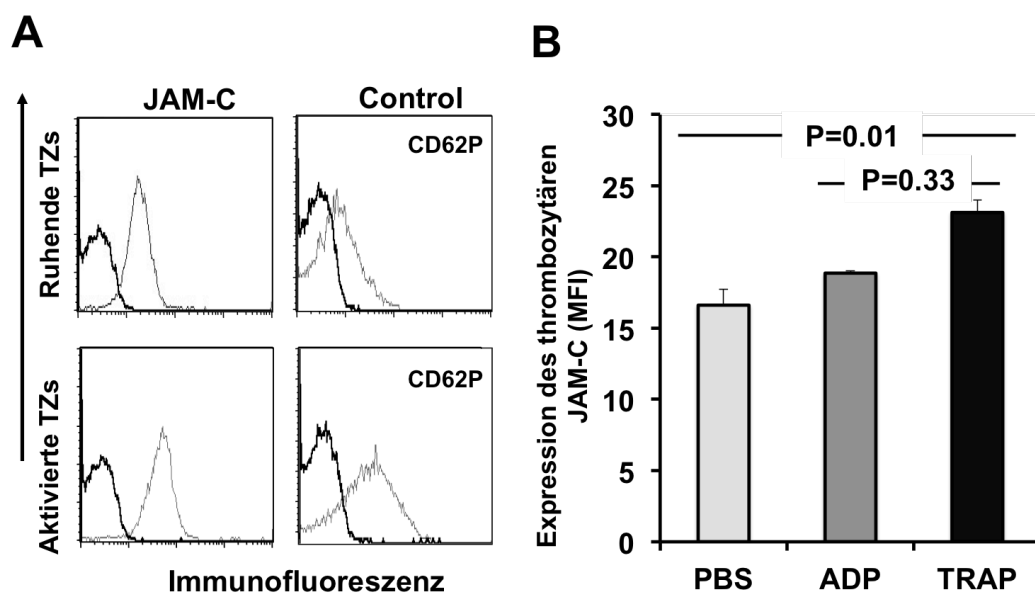 A
JAM-C
Control
Ruhende TZs
CD62P
Aktivierte TZs
CD62P
Immunofluoreszenz
B
Expression des thrombozytären
JAM-C (MFI)
30
25
20
15
10
5
0
P=0.01
P=0.33
PBS
ADP
TRAP